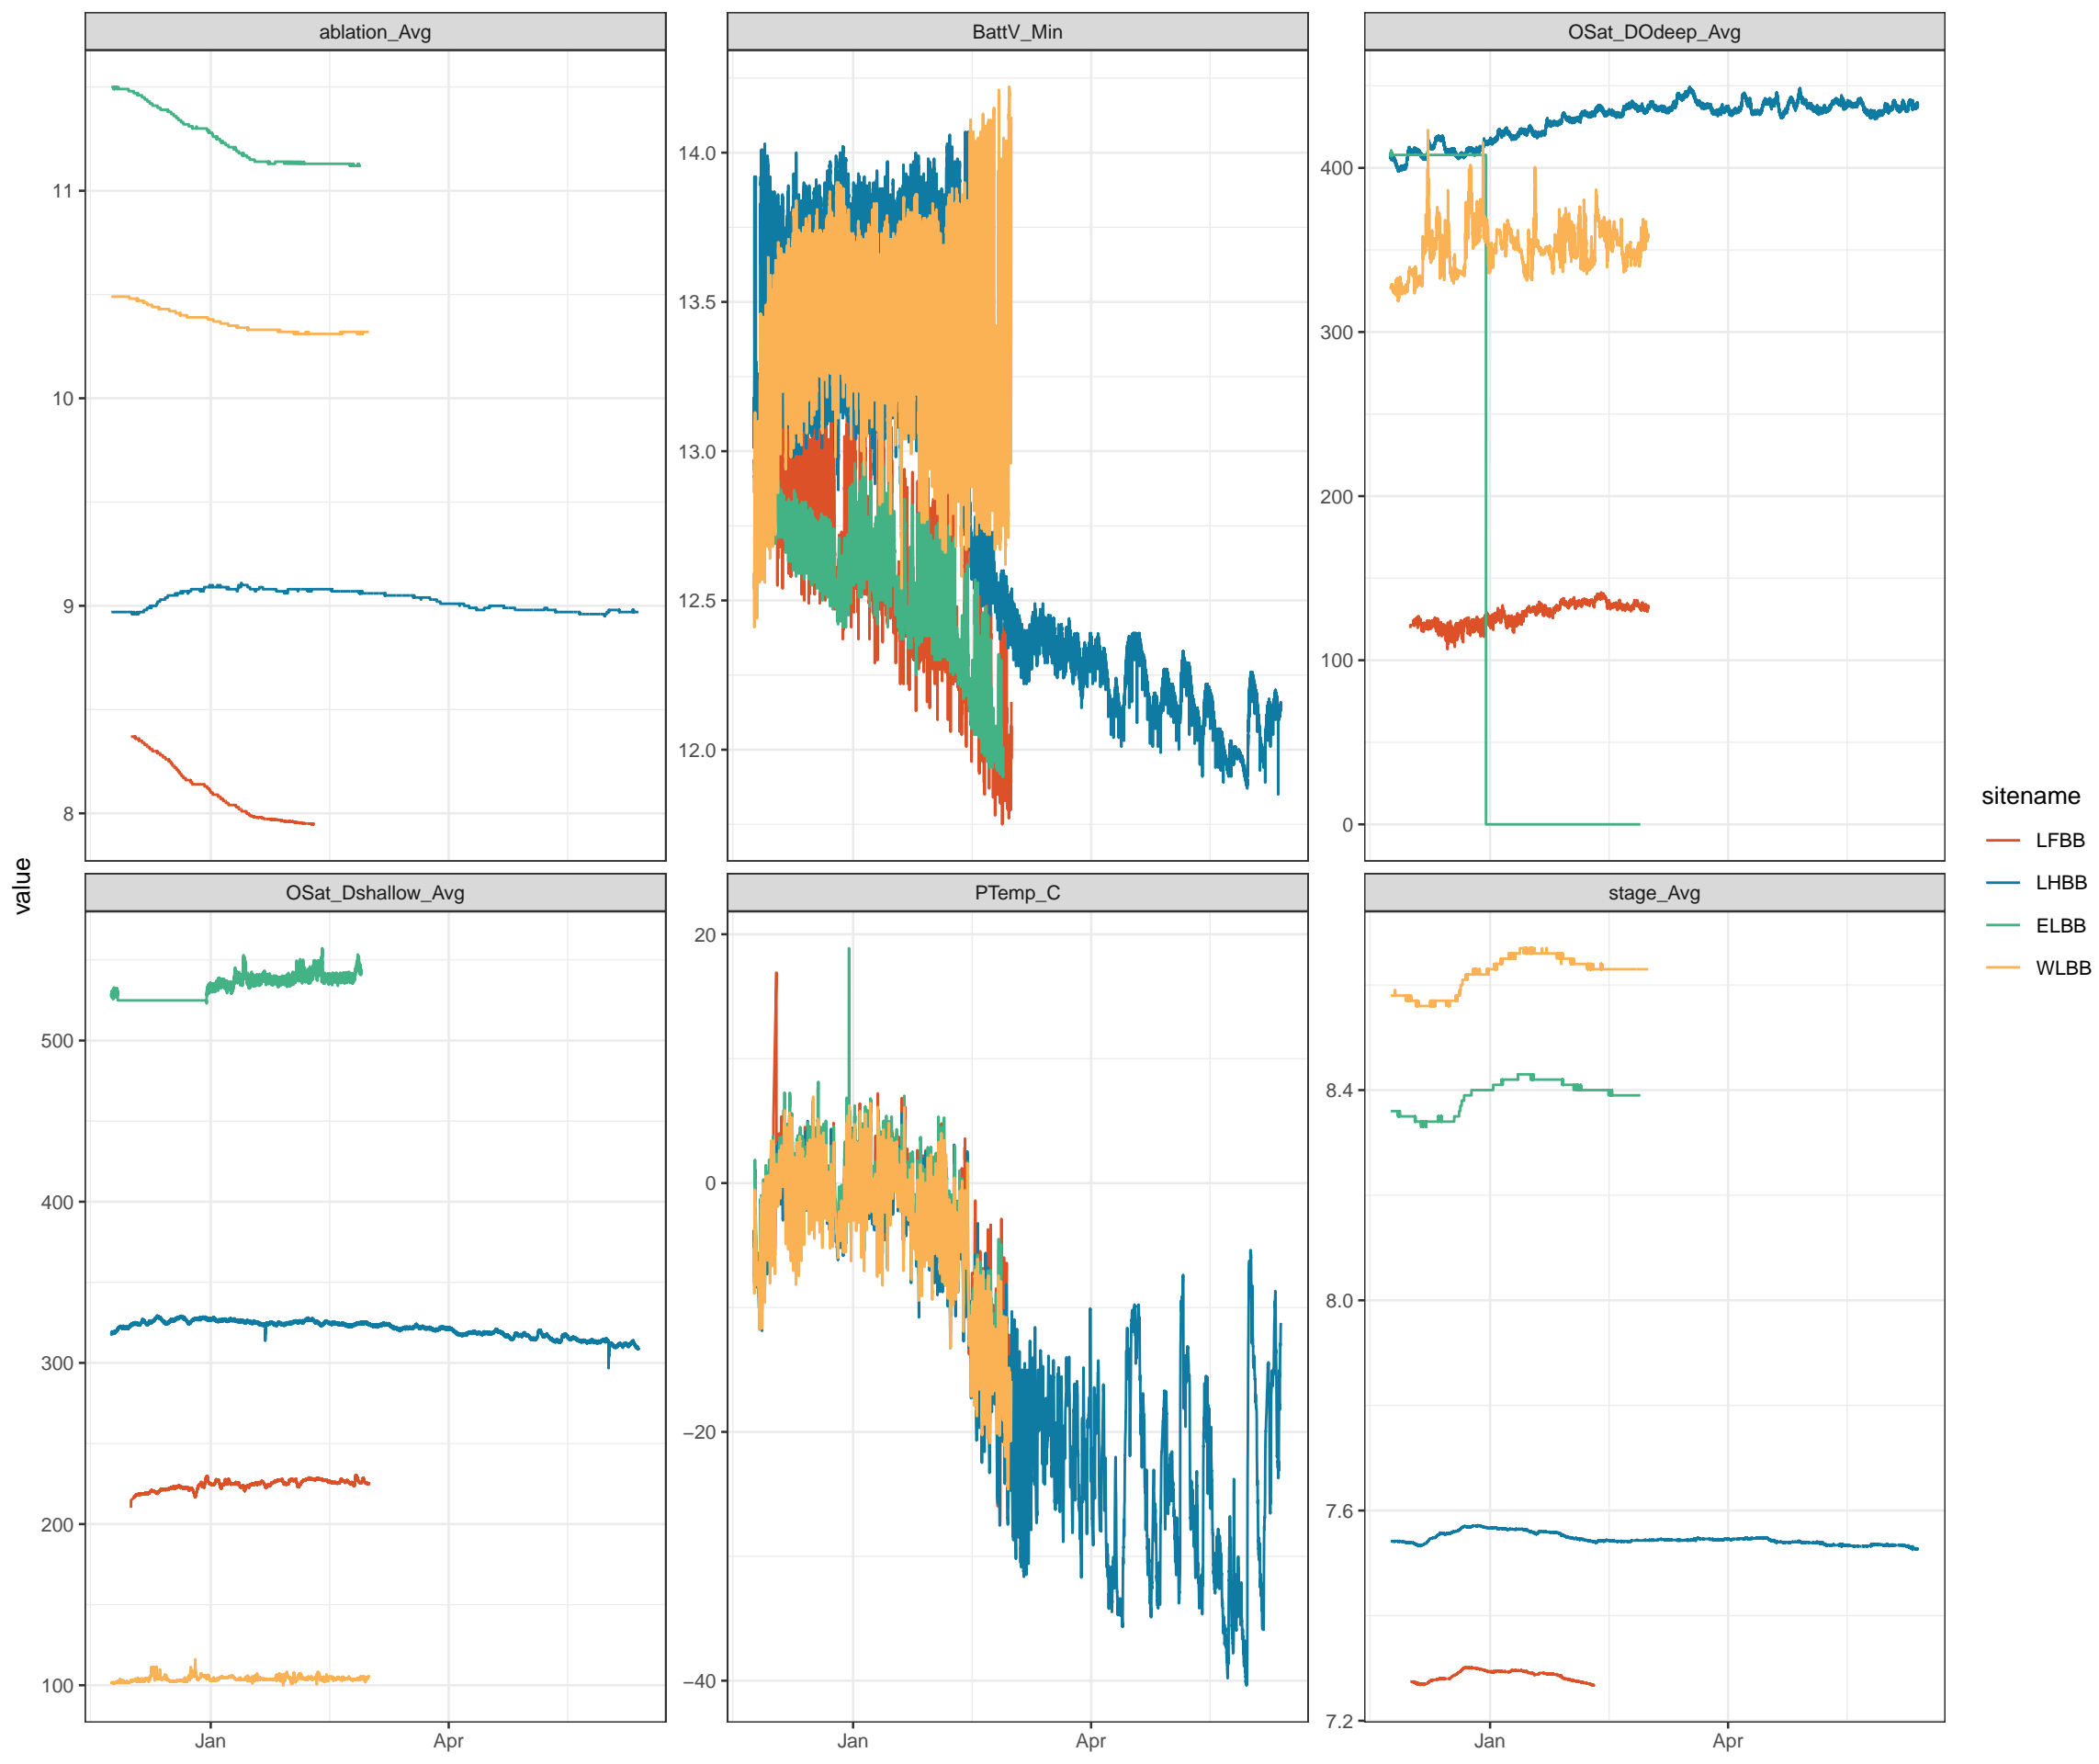 ablation_Avg
BattV_Min
OSat_DOdeep_Avg
11
10
9
8
14.0
13.5
13.0
12.5
12.0
400
300
200
100
0
value
OSat_Dshallow_Avg
PTemp_C
stage_Avg
500
400
300
200
100
20
0
−20
−40
8.4
8.0
7.6
7.2
Jan
Apr
Jan
Apr
Jan
Apr
sitename
LFBB
LHBB
ELBB
WLBB